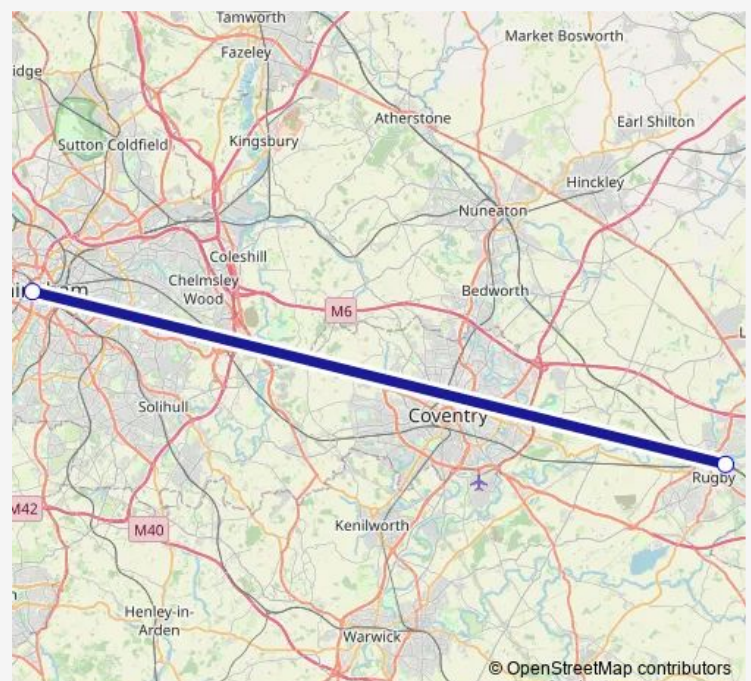 Tamworth
Market Bosworth
Fazeley
idge
Atherstone
Earl Shilton
Kingsbury
Sutton Coldfield
Hinckley
Nuneaton
Coleshill
Chelmsley
Wood
Bedworth
M6
Solihull
Coventry
Rugby
M42
M40
Kenilworth
Henley-in-
Arden
Warwick
© OpenStreetMap contributors